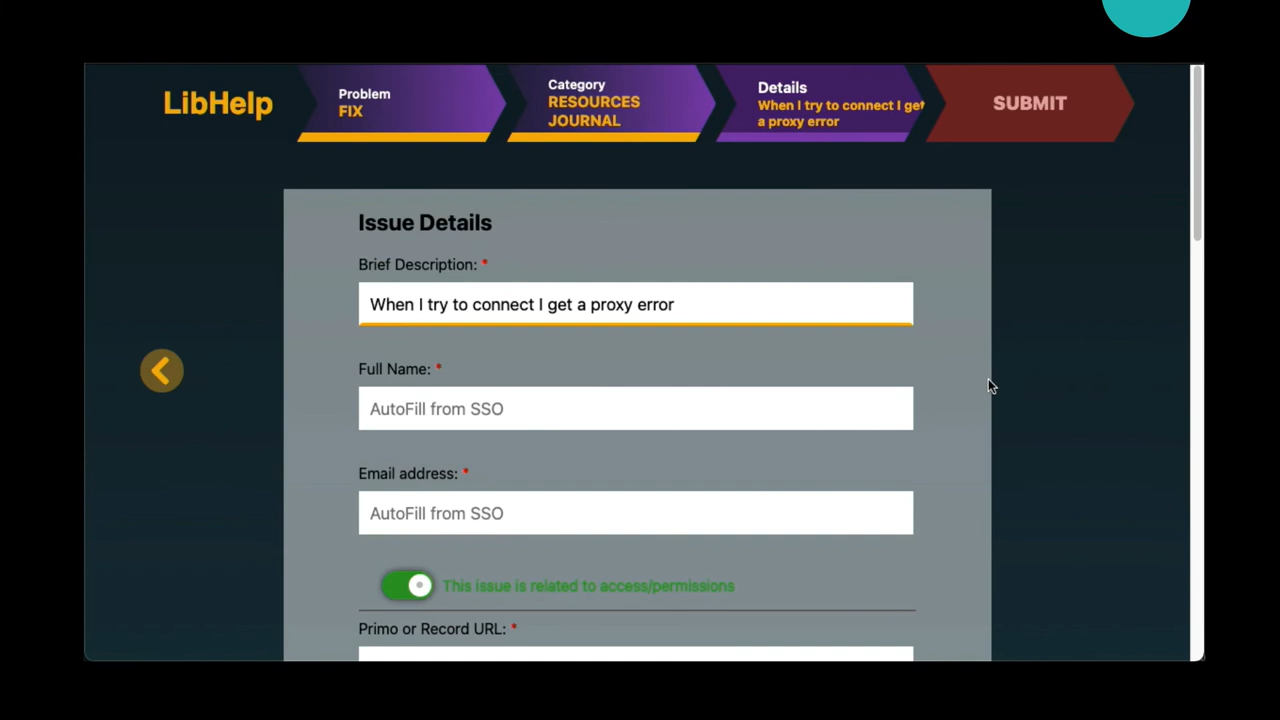 LibHelp
Problem
FIX
Category
RESOURCES
JOURNAL
Details
When I try to connect I get
a proxy error
SUBMIT
Issue Details
Brief Description: *
When I try to connect I get a proxy error
Full Name: *
AutoFill from SSO
Email address: *
AutoFill from SSO
This issue is related to access/permissions
Primo or Record URL: *